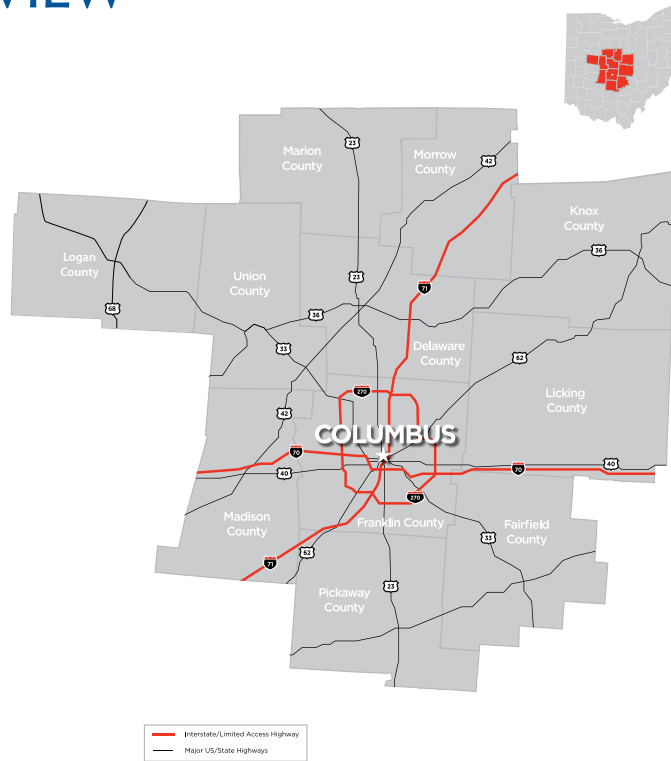 Marion
County
23
Morrow
County
42
Knox
County
36
Logan
County
Union
County
23
71
68
36
33
Delaware
County
62
Licking
County
270
42
COLUMBUS
70
40
70
40
270
Madison
County
Franklin County
Fairfield
County
33
62
71
23
Pickaway
County
Interstate/Limited Access Highway
Major US/State Highways